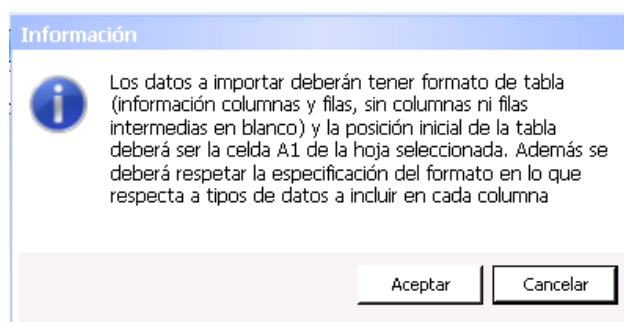 Información
Los datos a importar deberán tener formato de tabla
(información columnas y filas, sin columnas ni filas
intermedias en blanco) y la posición inicial de la tabla
deberá ser la celda A1 de la hoja seleccionada. Además se
deberá respetar la especificación del formato en lo que
respecta a tipos de datos a incluir en cada columna
Aceptar
Cancelar